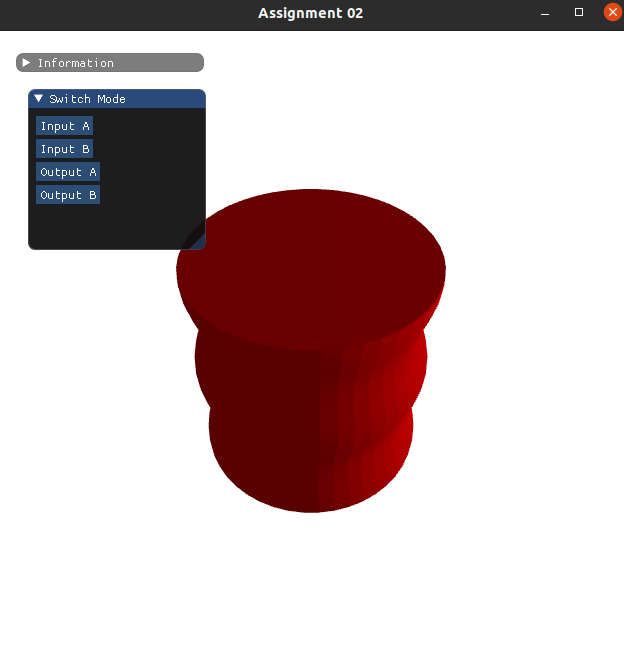 Assignment 02
Information
Switch Mode
Input A
Input B
Output A
Output B